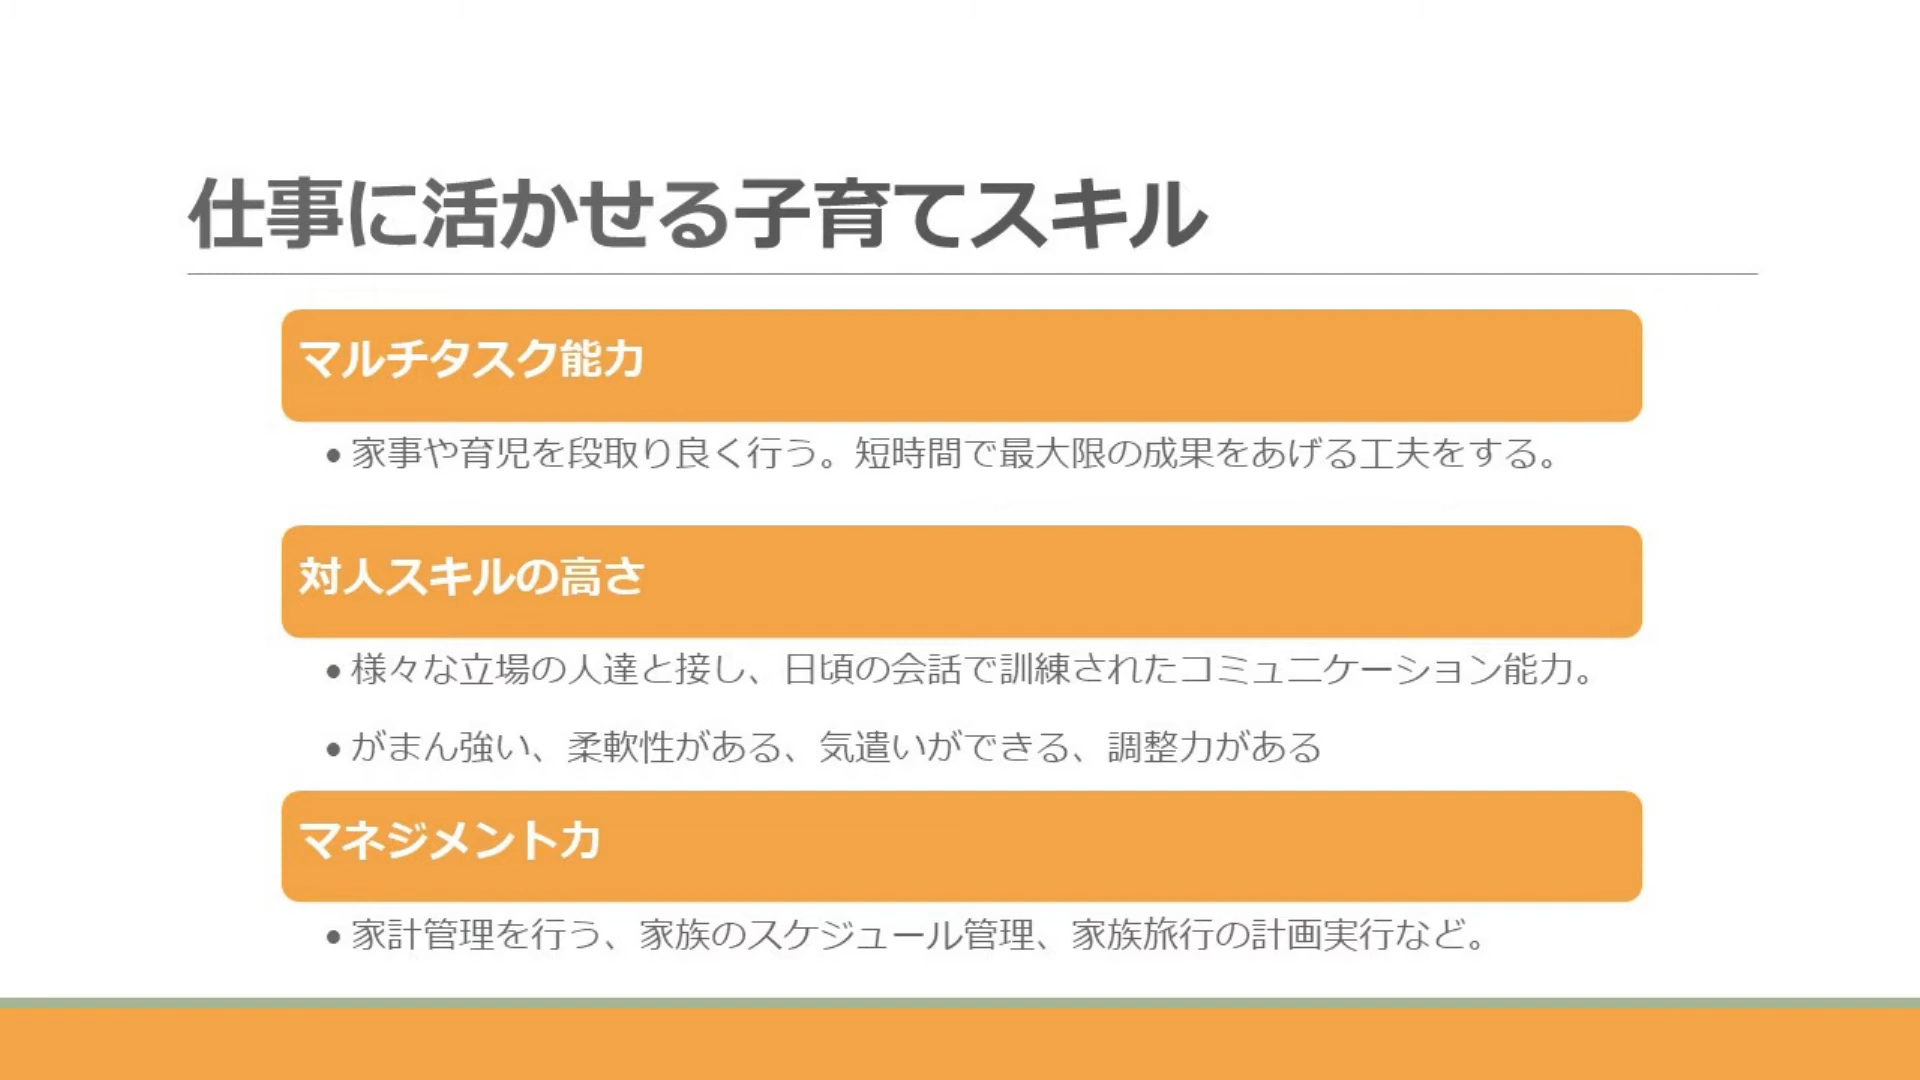 仕事に活かせる子育てスキル
マルチタスク能力
• 家事や育児を段取り良く行う。短時間で最大限の成果をあげる工夫をする。
対人スキルの高さ
• 様々な立場の人達と接し、日頃の会話で訓練されたコミュニケーション能力。
• がまん強い、柔軟性がある、気遣いができる、調整力がある
マネジメント力
• 家計管理を行う、家族のスケジュール管理、家族旅行の計画実行など。